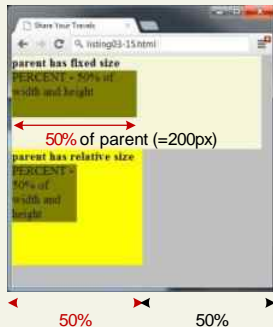 Share Your Travels
listing03-15.html
parent has fixed size
PERCENT - 50% of
width and height
50% of parent (=200px)
parent has relative size
PERCENT -
50% of
width and
height
50%
50%